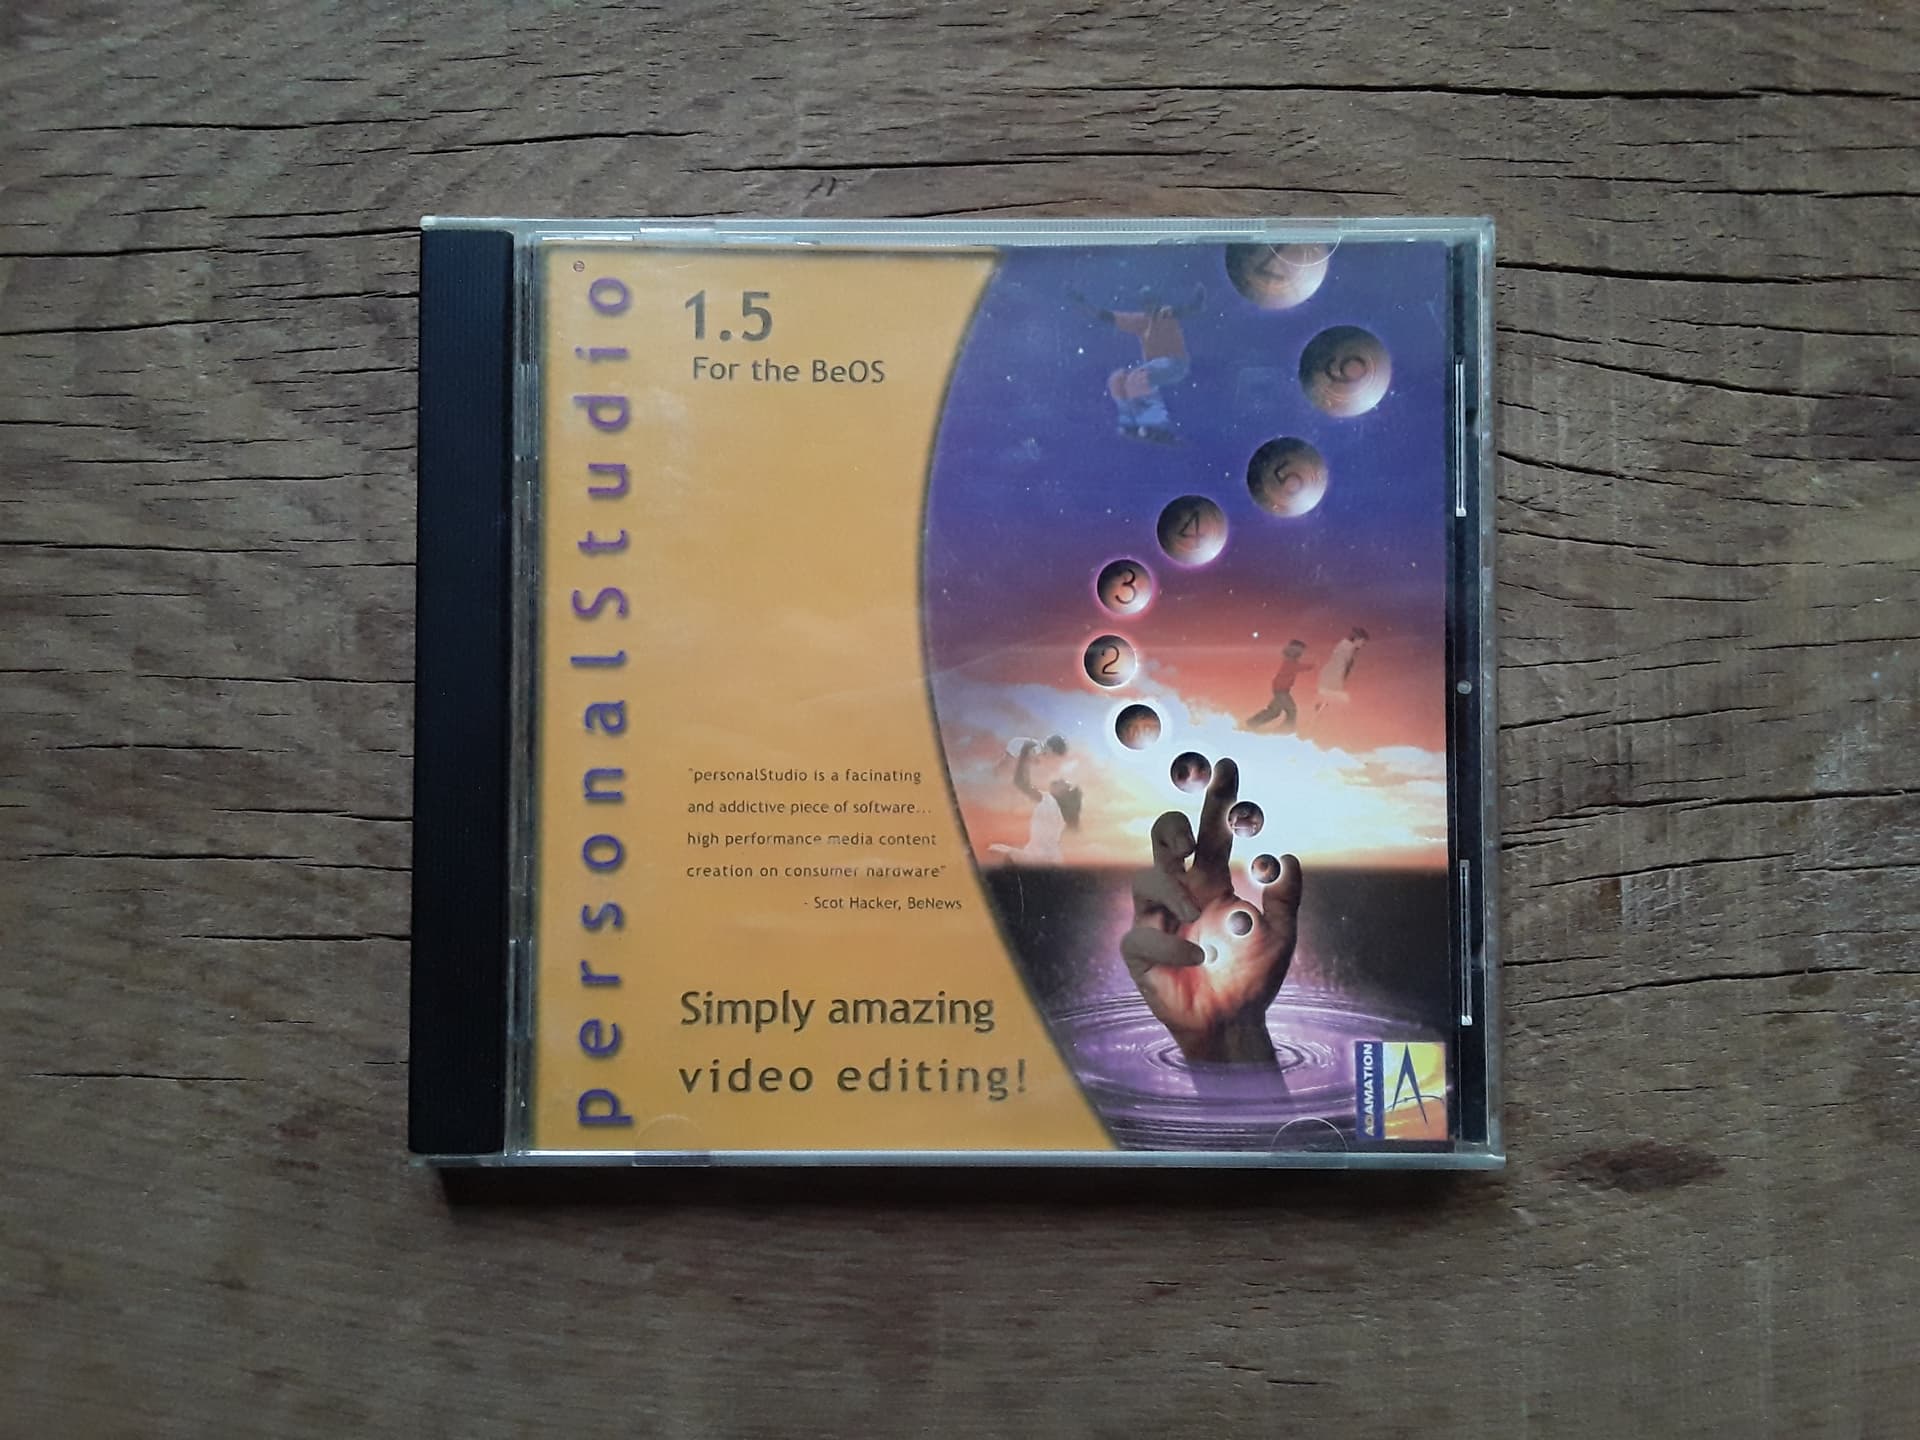 personalStudio®
1.5
For the BeOS
"personalStudio is a facinating
and addictive piece of software...
high performance media content
creation on consumer hardware"
- Scot Hacker, BeNews
Simply amazing
video editing!
6
5
4
3
2
ADAMATION